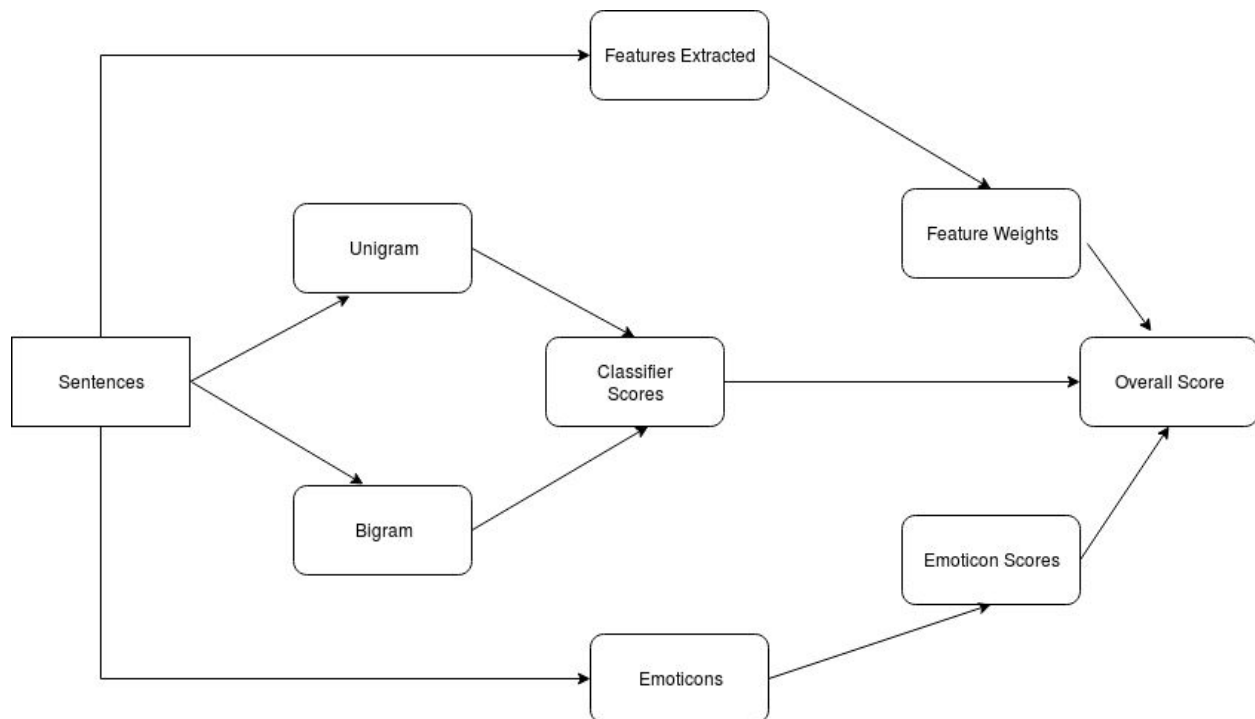 Features Extracted
Feature Weights
Unigram
Sentences
Classifier
Scores
Overall Score
Bigram
Emoticon Scores
Emoticons